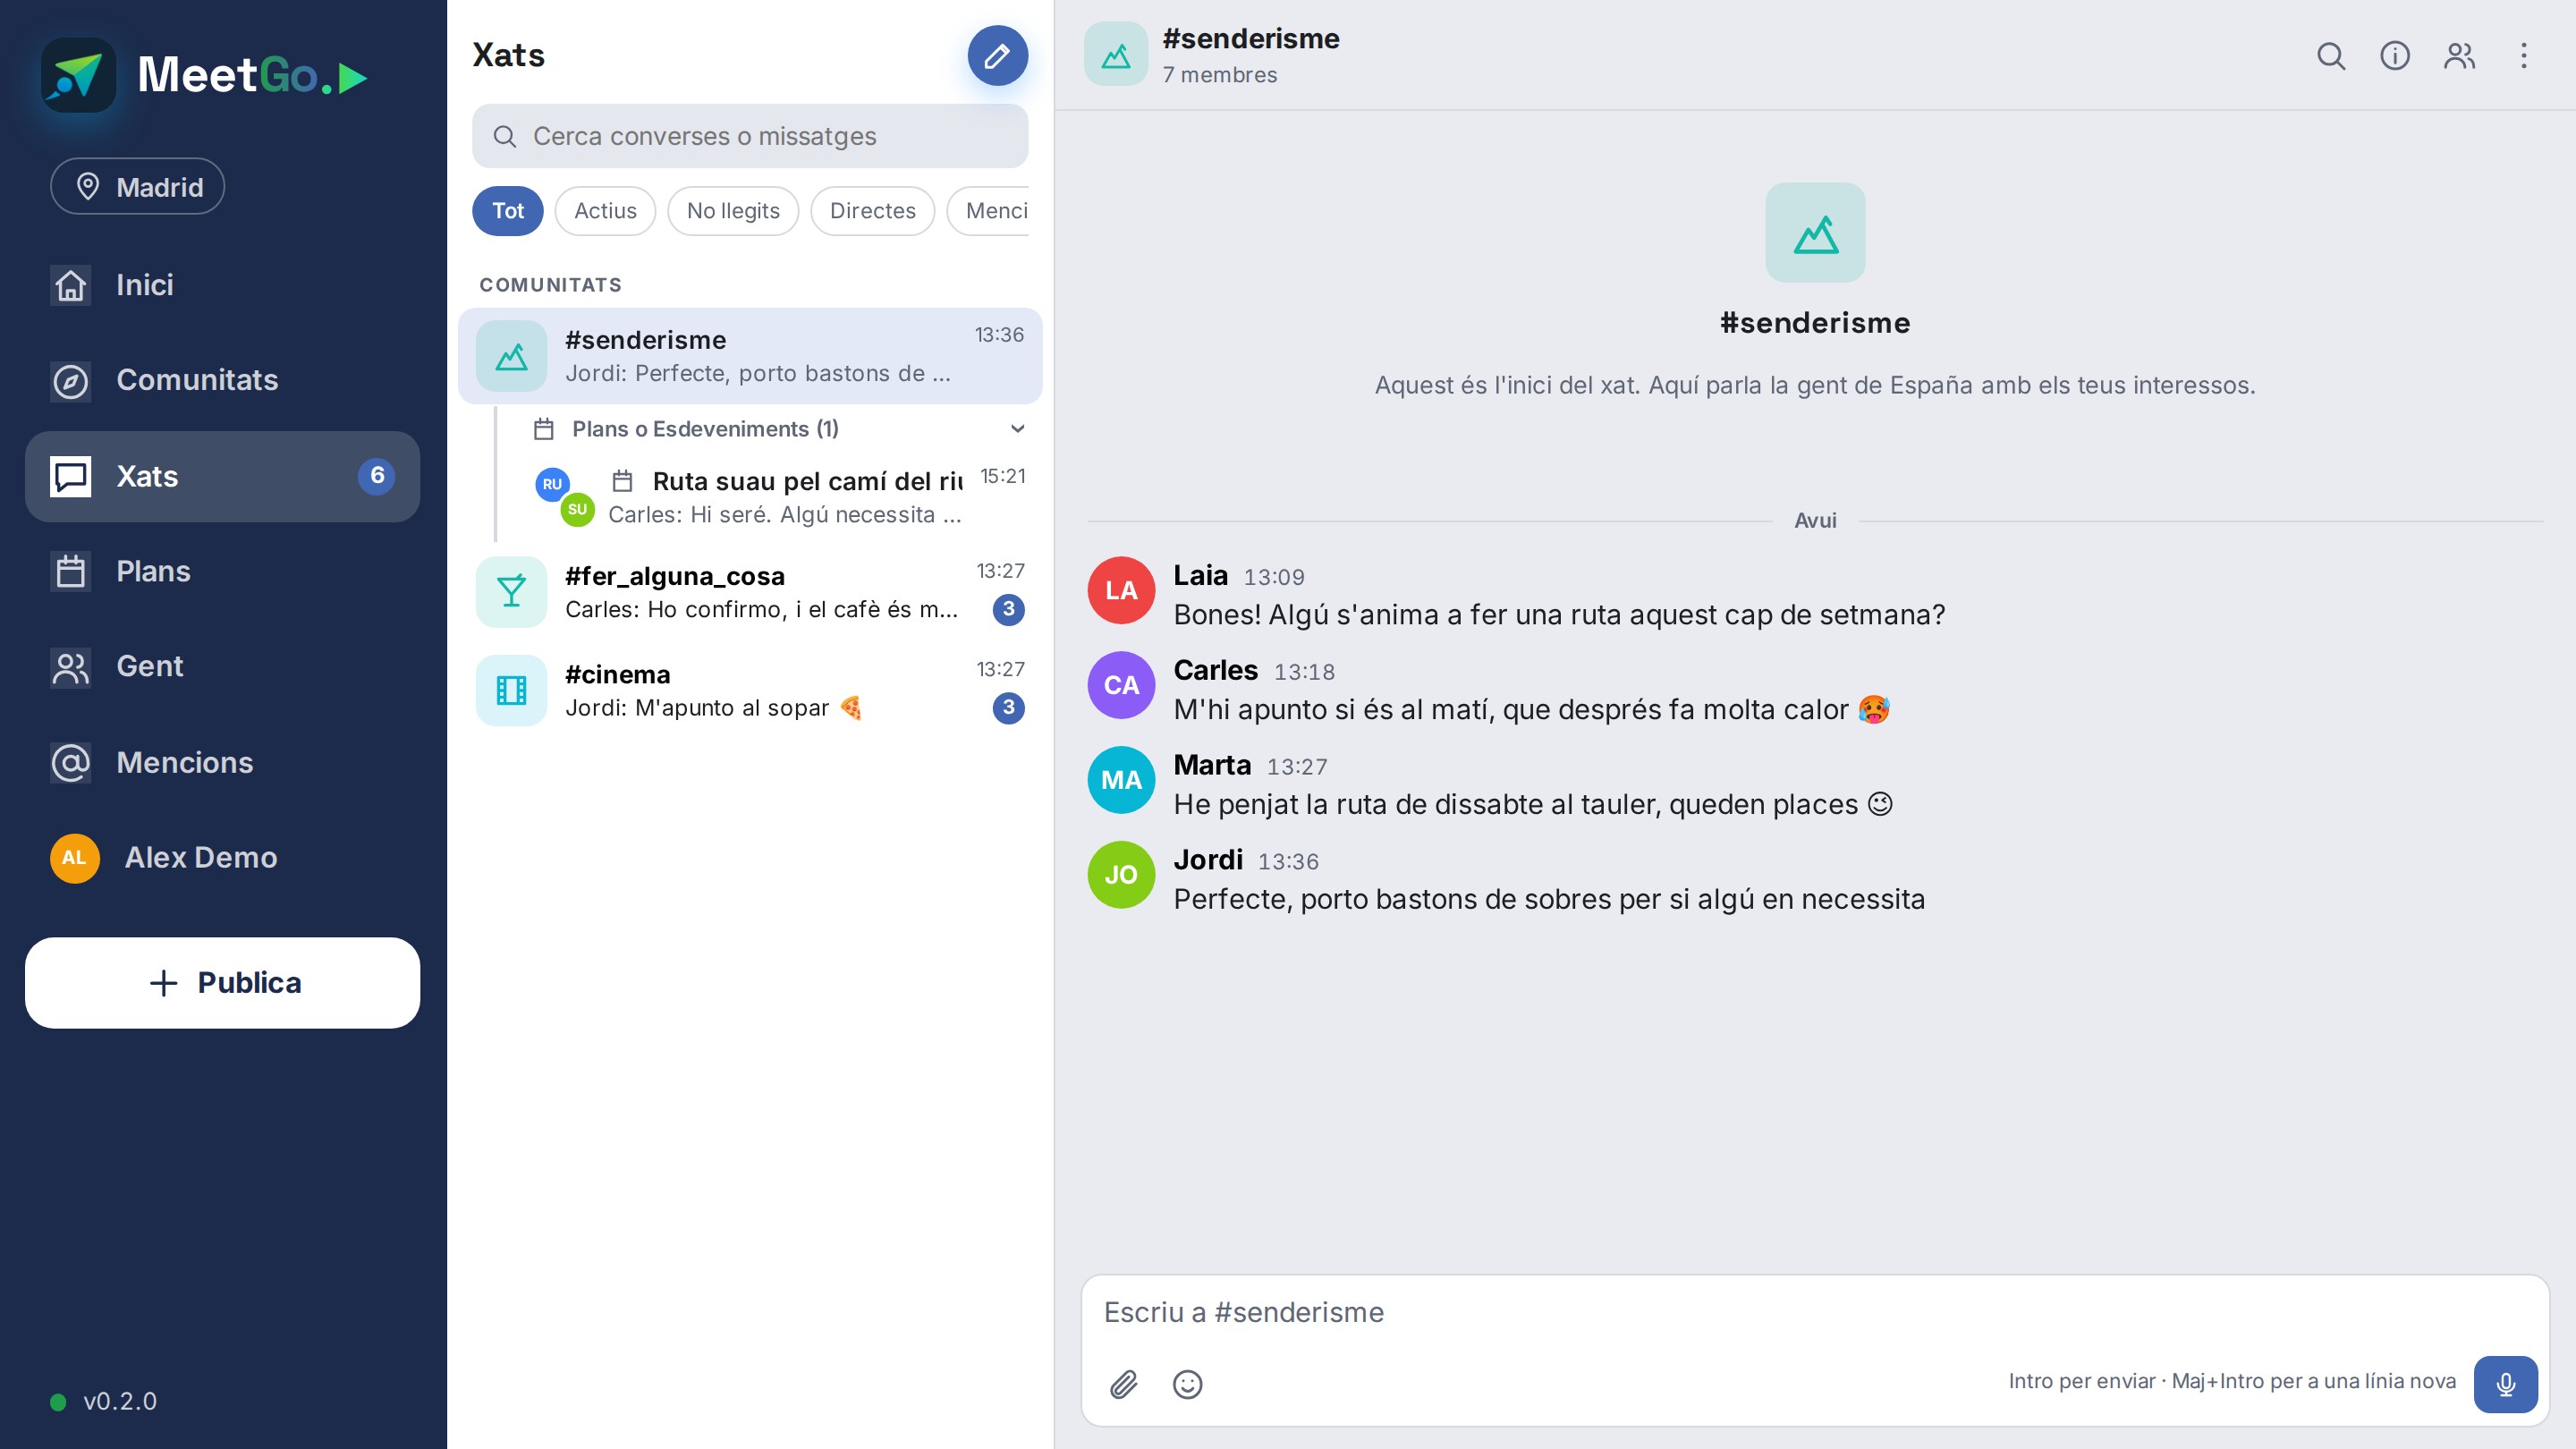 MeetGo.
Madrid
Inici
Comunitats
Xats
6
Plans
Gent
Mencions
AL
Alex Demo
Publica
v0.2.0
Xats
Cerca converses o missatges
Tot
Actius
No llegits
Directes
Menci
COMUNITATS
#senderisme
13:36
Jordi: Perfecte, porto bastons de ...
Plans o Esdeveniments (1)
RU
SU
Ruta suau pel camí del riu
15:21
Carles: Hi seré. Algú necessita ...
#fer_alguna_cosa
13:27
Carles: Ho confirmo, i el cafè és m...
3
#cinema
13:27
Jordi: M'apunto al sopar 🍕
3
#senderisme
7 membres
#senderisme
Aquest és l'inici del xat. Aquí parla la gent de España amb els teus interessos.
Avui
LA
Laia 13:09
Bones! Algú s'anima a fer una ruta aquest cap de setmana?
CA
Carles 13:18
M'hi apunto si és al matí, que després fa molta calor 🥵
MA
Marta 13:27
He penjat la ruta de dissabte al tauler, queden places 😉
JO
Jordi 13:36
Perfecte, porto bastons de sobres per si algú en necessita
Escriu a #senderisme
Intro per enviar · Maj+Intro per a una línia nova